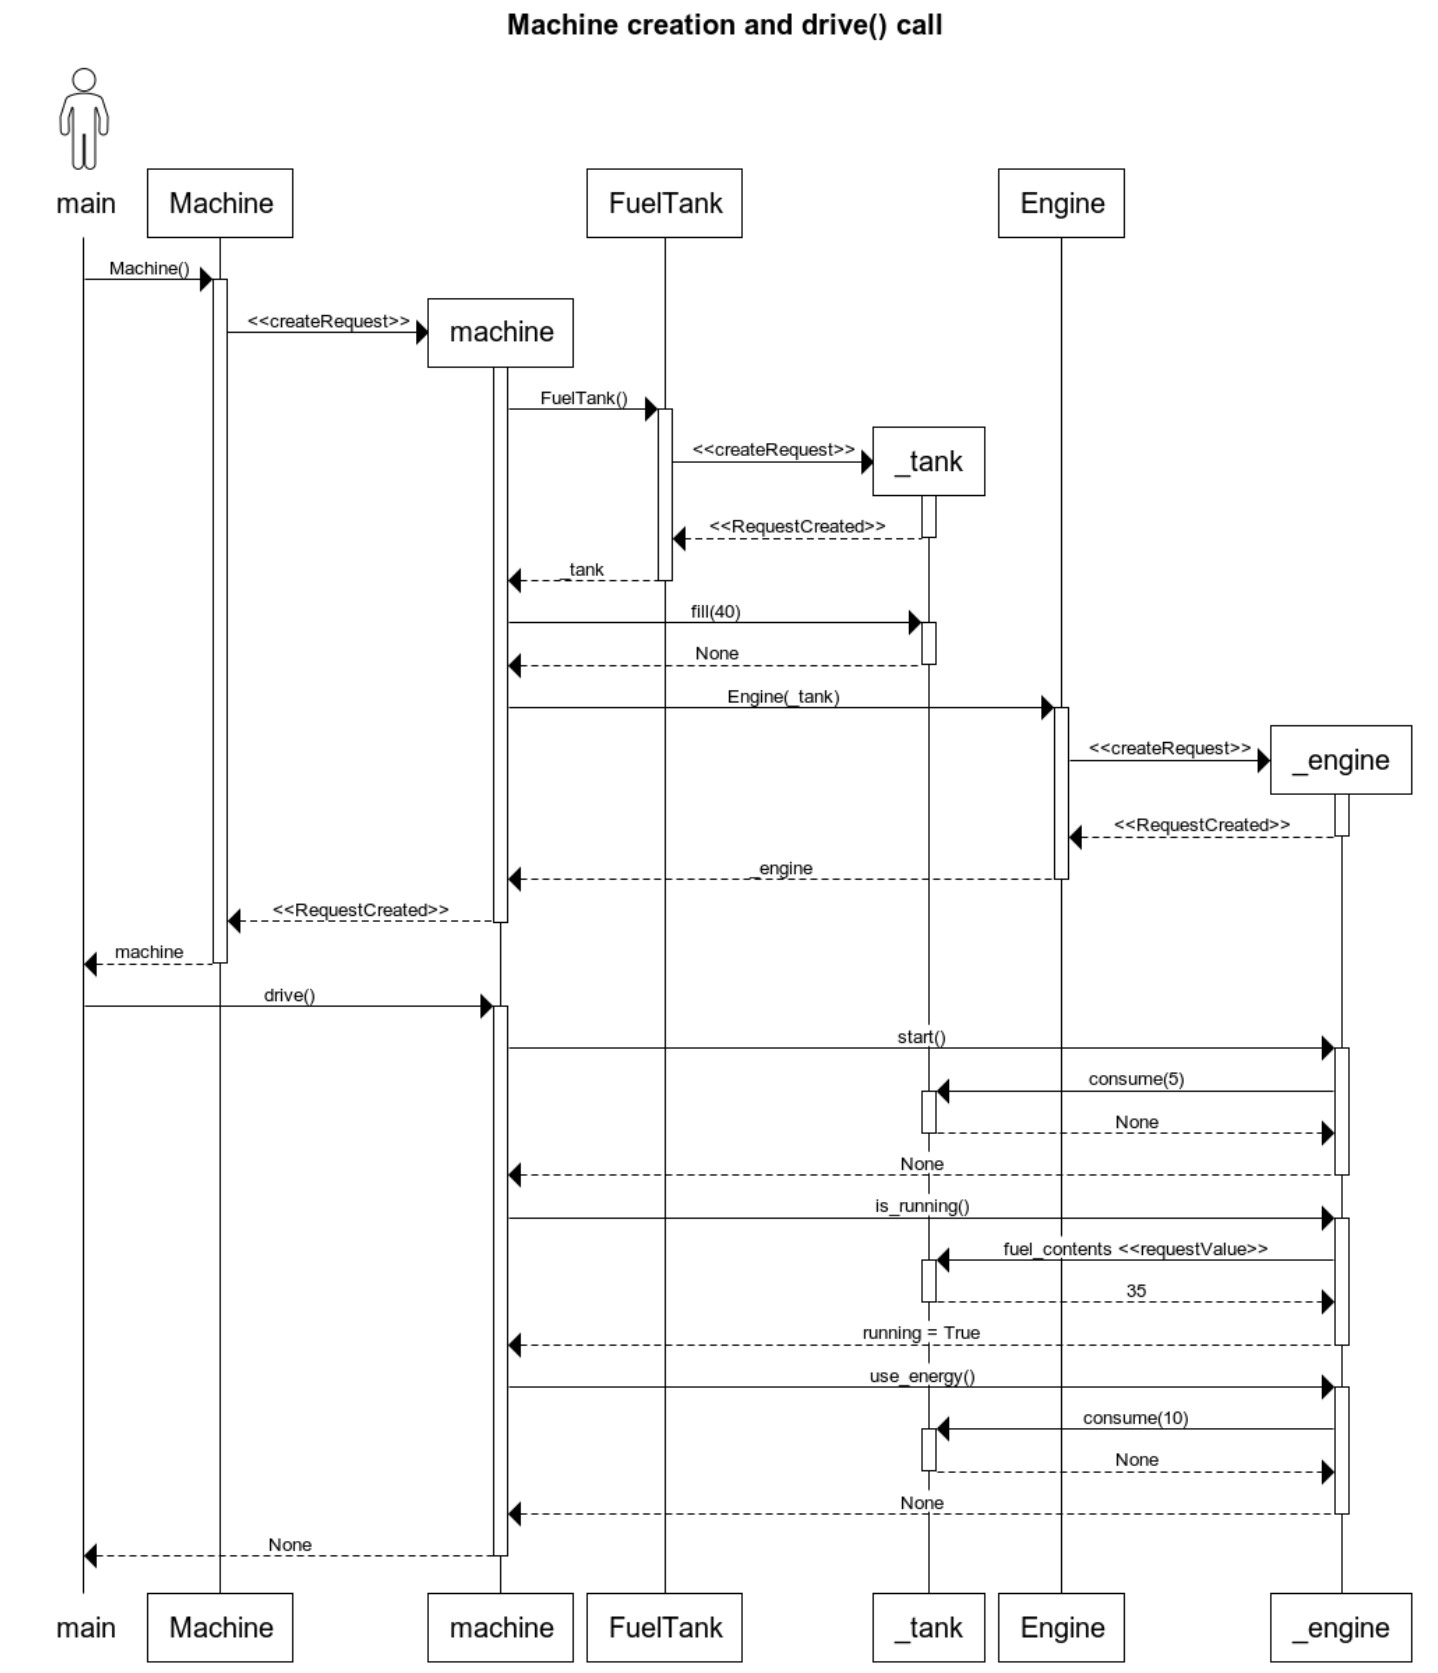 Machine creation and drive() call
main
Machine
FuelTank
Engine
Machine()
<<createRequest>>
machine
FuelTank()
<<createRequest>>
_tank
<<RequestCreated>>
_tank
fill(40)
None
Engine(_tank)
<<createRequest>>
_engine
<<RequestCreated>>
_engine
<<RequestCreated>>
machine
drive()
start()
consume(5)
None
None
is_running()
fuel_contents <<requestValue>>
35
running = True
use_energy()
consume(10)
None
None
None
main
Machine
machine
FuelTank
_tank
Engine
_engine